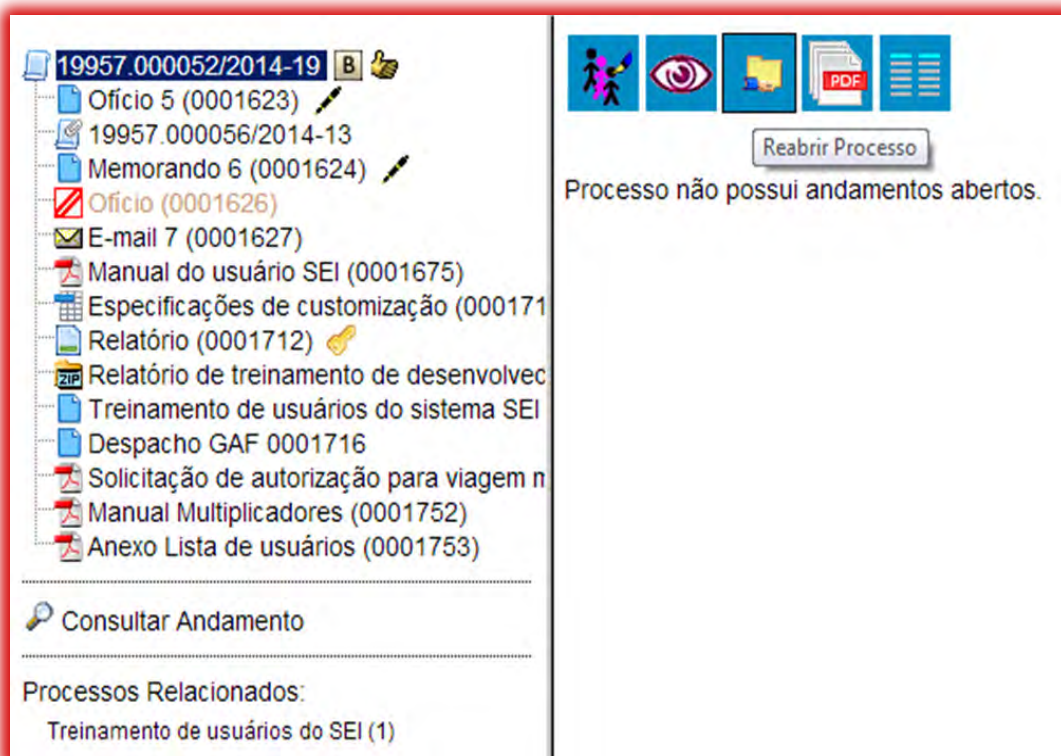 19957.000052/2014-19 B
Ofício 5 (0001623)
19957.000056/2014-13
Memorando 6 (0001624)
Ofício (0001626)
E-mail 7 (0001627)
Manual do usuário SEI (0001675)
Especificações de customização (000171
Relatório (0001712)
ZIP Relatório de treinamento de desenvolvec
Treinamento de usuários do sistema SEI
Despacho GAF 0001716
Solicitação de autorização para viagem n
Manual Multiplicadores (0001752)
Anexo Lista de usuários (0001753)
Consultar Andamento
Processos Relacionados:
Treinamento de usuários do SEI (1)
PDF
Reabrir Processo
Processo não possui andamentos abertos.